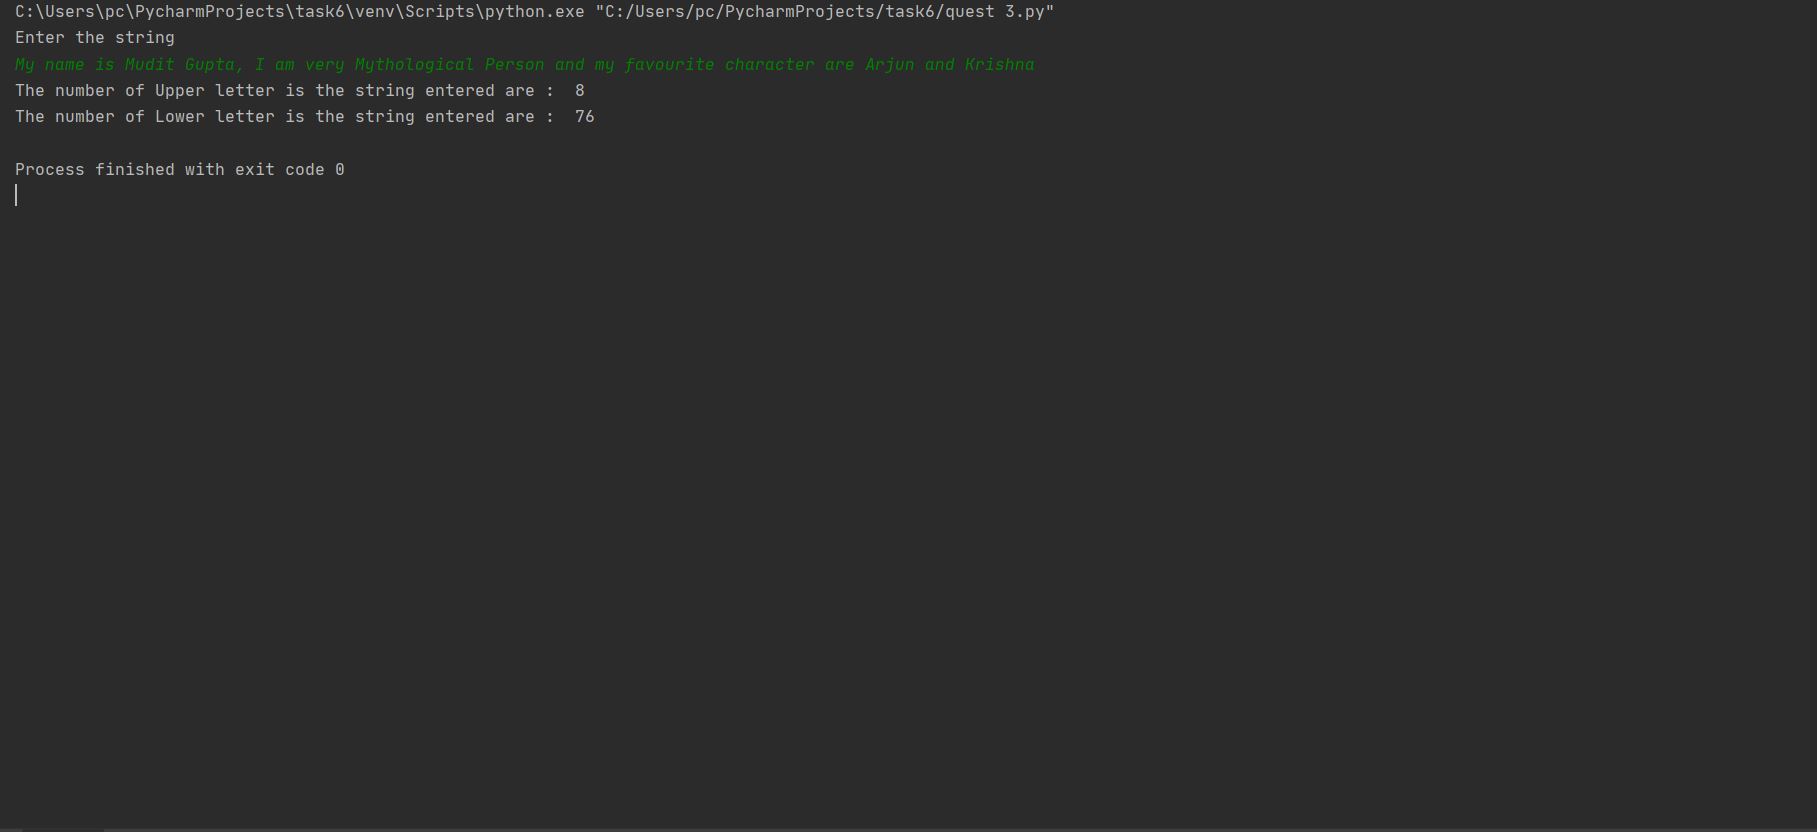 C:\Users\pc\PycharmProjects\task6\venv\Scripts\python.exe "C:/Users/pc/PycharmProjects/task6/quest 3.py"
Enter the string
My name is Mudit Gupta, I am very Mythological Person and my favourite character are Arjun and Krishna
The number of Upper letter is the string entered are :  8
The number of Lower letter is the string entered are :  76
Process finished with exit code 0